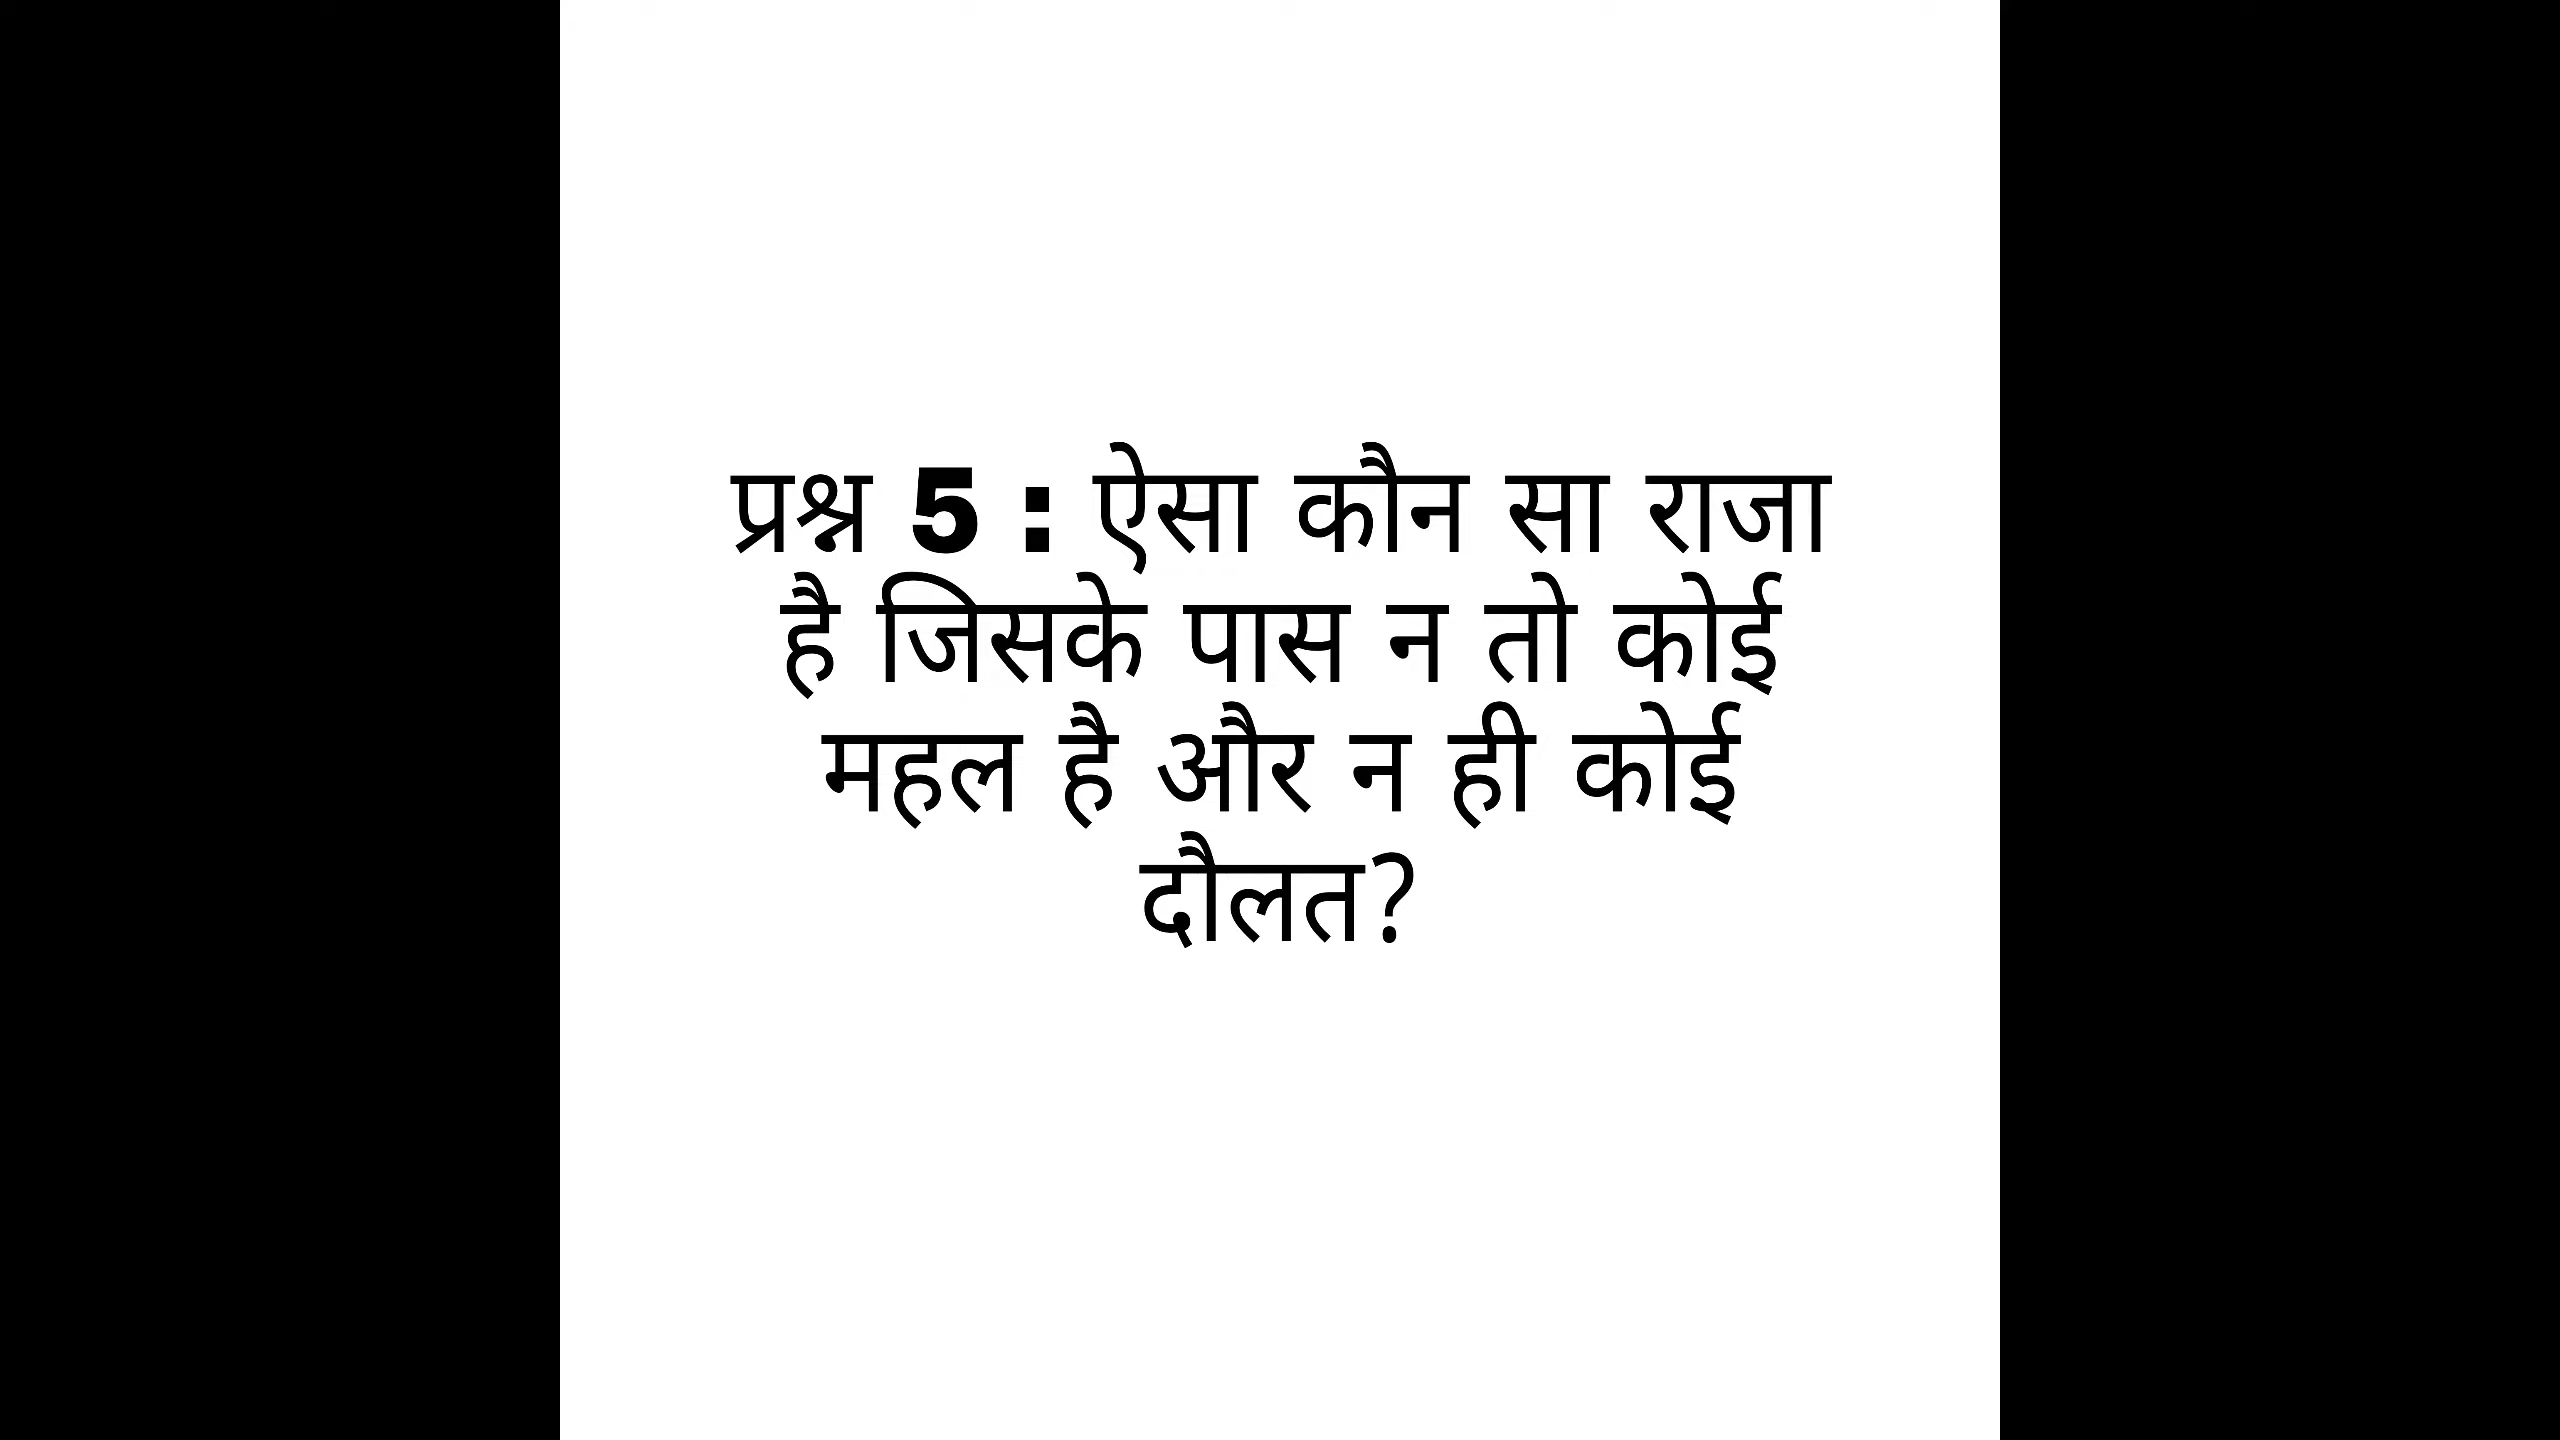 प्रश्न 5 : ऐसा कौन सा राजा
है जिसके पास न तो कोई
महल है और न ही कोई
दौलत?